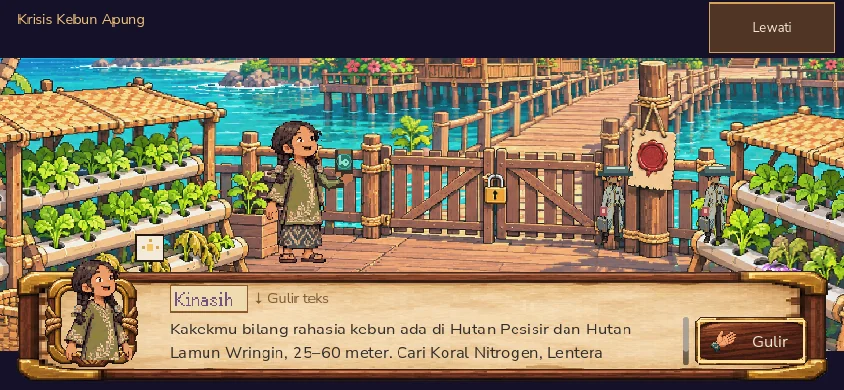 Krisis Kebun Apung
Lewati
Kinasih
↓ Gulir teks
Kakekmu bilang rahasia kebun ada di Hutan Pesisir dan Hutan
Lamun Wringin, 25–60 meter. Cari Koral Nitrogen, Lentera
Gulir